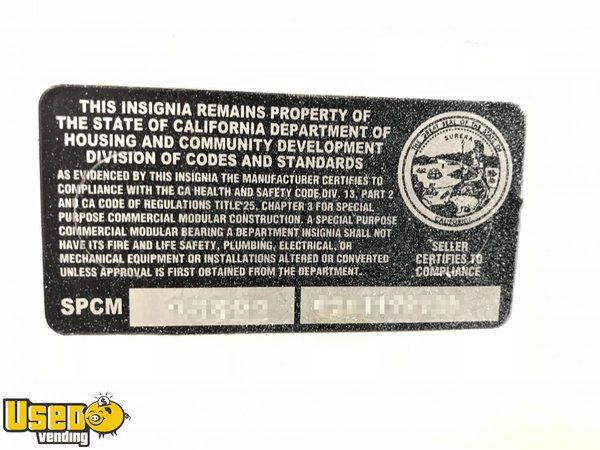 THIS INSIGNIA REMAINS PROPERTY OF
THE STATE OF CALIFORNIA DEPARTMENT OF
HOUSING AND COMMUNITY DEVELOPMENT
DIVISION OF CODES AND STANDARDS
AS EVIDENCED BY THIS INSIGNIA THE MANUFACTURER CERTIFIES TO
COMPLIANCE WITH THE CA HEALTH AND SAFETY CODE,DIV. 13, PART 2
AND CA CODE OF REGULATIONS TITLE 25, CHAPTER 3 FOR SPECIAL
PURPOSE COMMERCIAL MODULAR CONSTRUCTION. A SPECIAL PURPOSE
COMMERCIAL MODULAR BEARING A DEPARTMENT INSIGNIA SHALL NOT
HAVE ITS FIRE AND LIFE SAFETY, PLUMBING, ELECTRICAL, OR
MECHANICAL EQUIPMENT OR INSTALLATIONS ALTERED OR CONVERTED
UNLESS APPROVAL IS FIRST OBTAINED FROM THE DEPARTMENT.
EUREKA
CALIFORNIA
SELLER
CERTIFIES TO
COMPLIANCE
SPCM
UsedVending